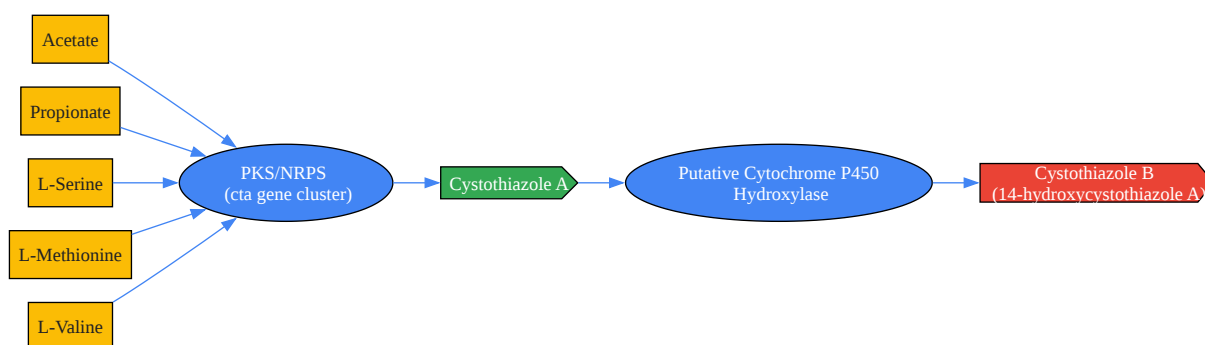 Acetate
Propionate
L-Serine
L-Methionine
L-Valine
PKS/NRPS
(cta gene cluster)
Cystothiazole A
Putative Cytochrome P450
Hydroxylase
Cystothiazole B
(14-hydroxycystothiazole A)